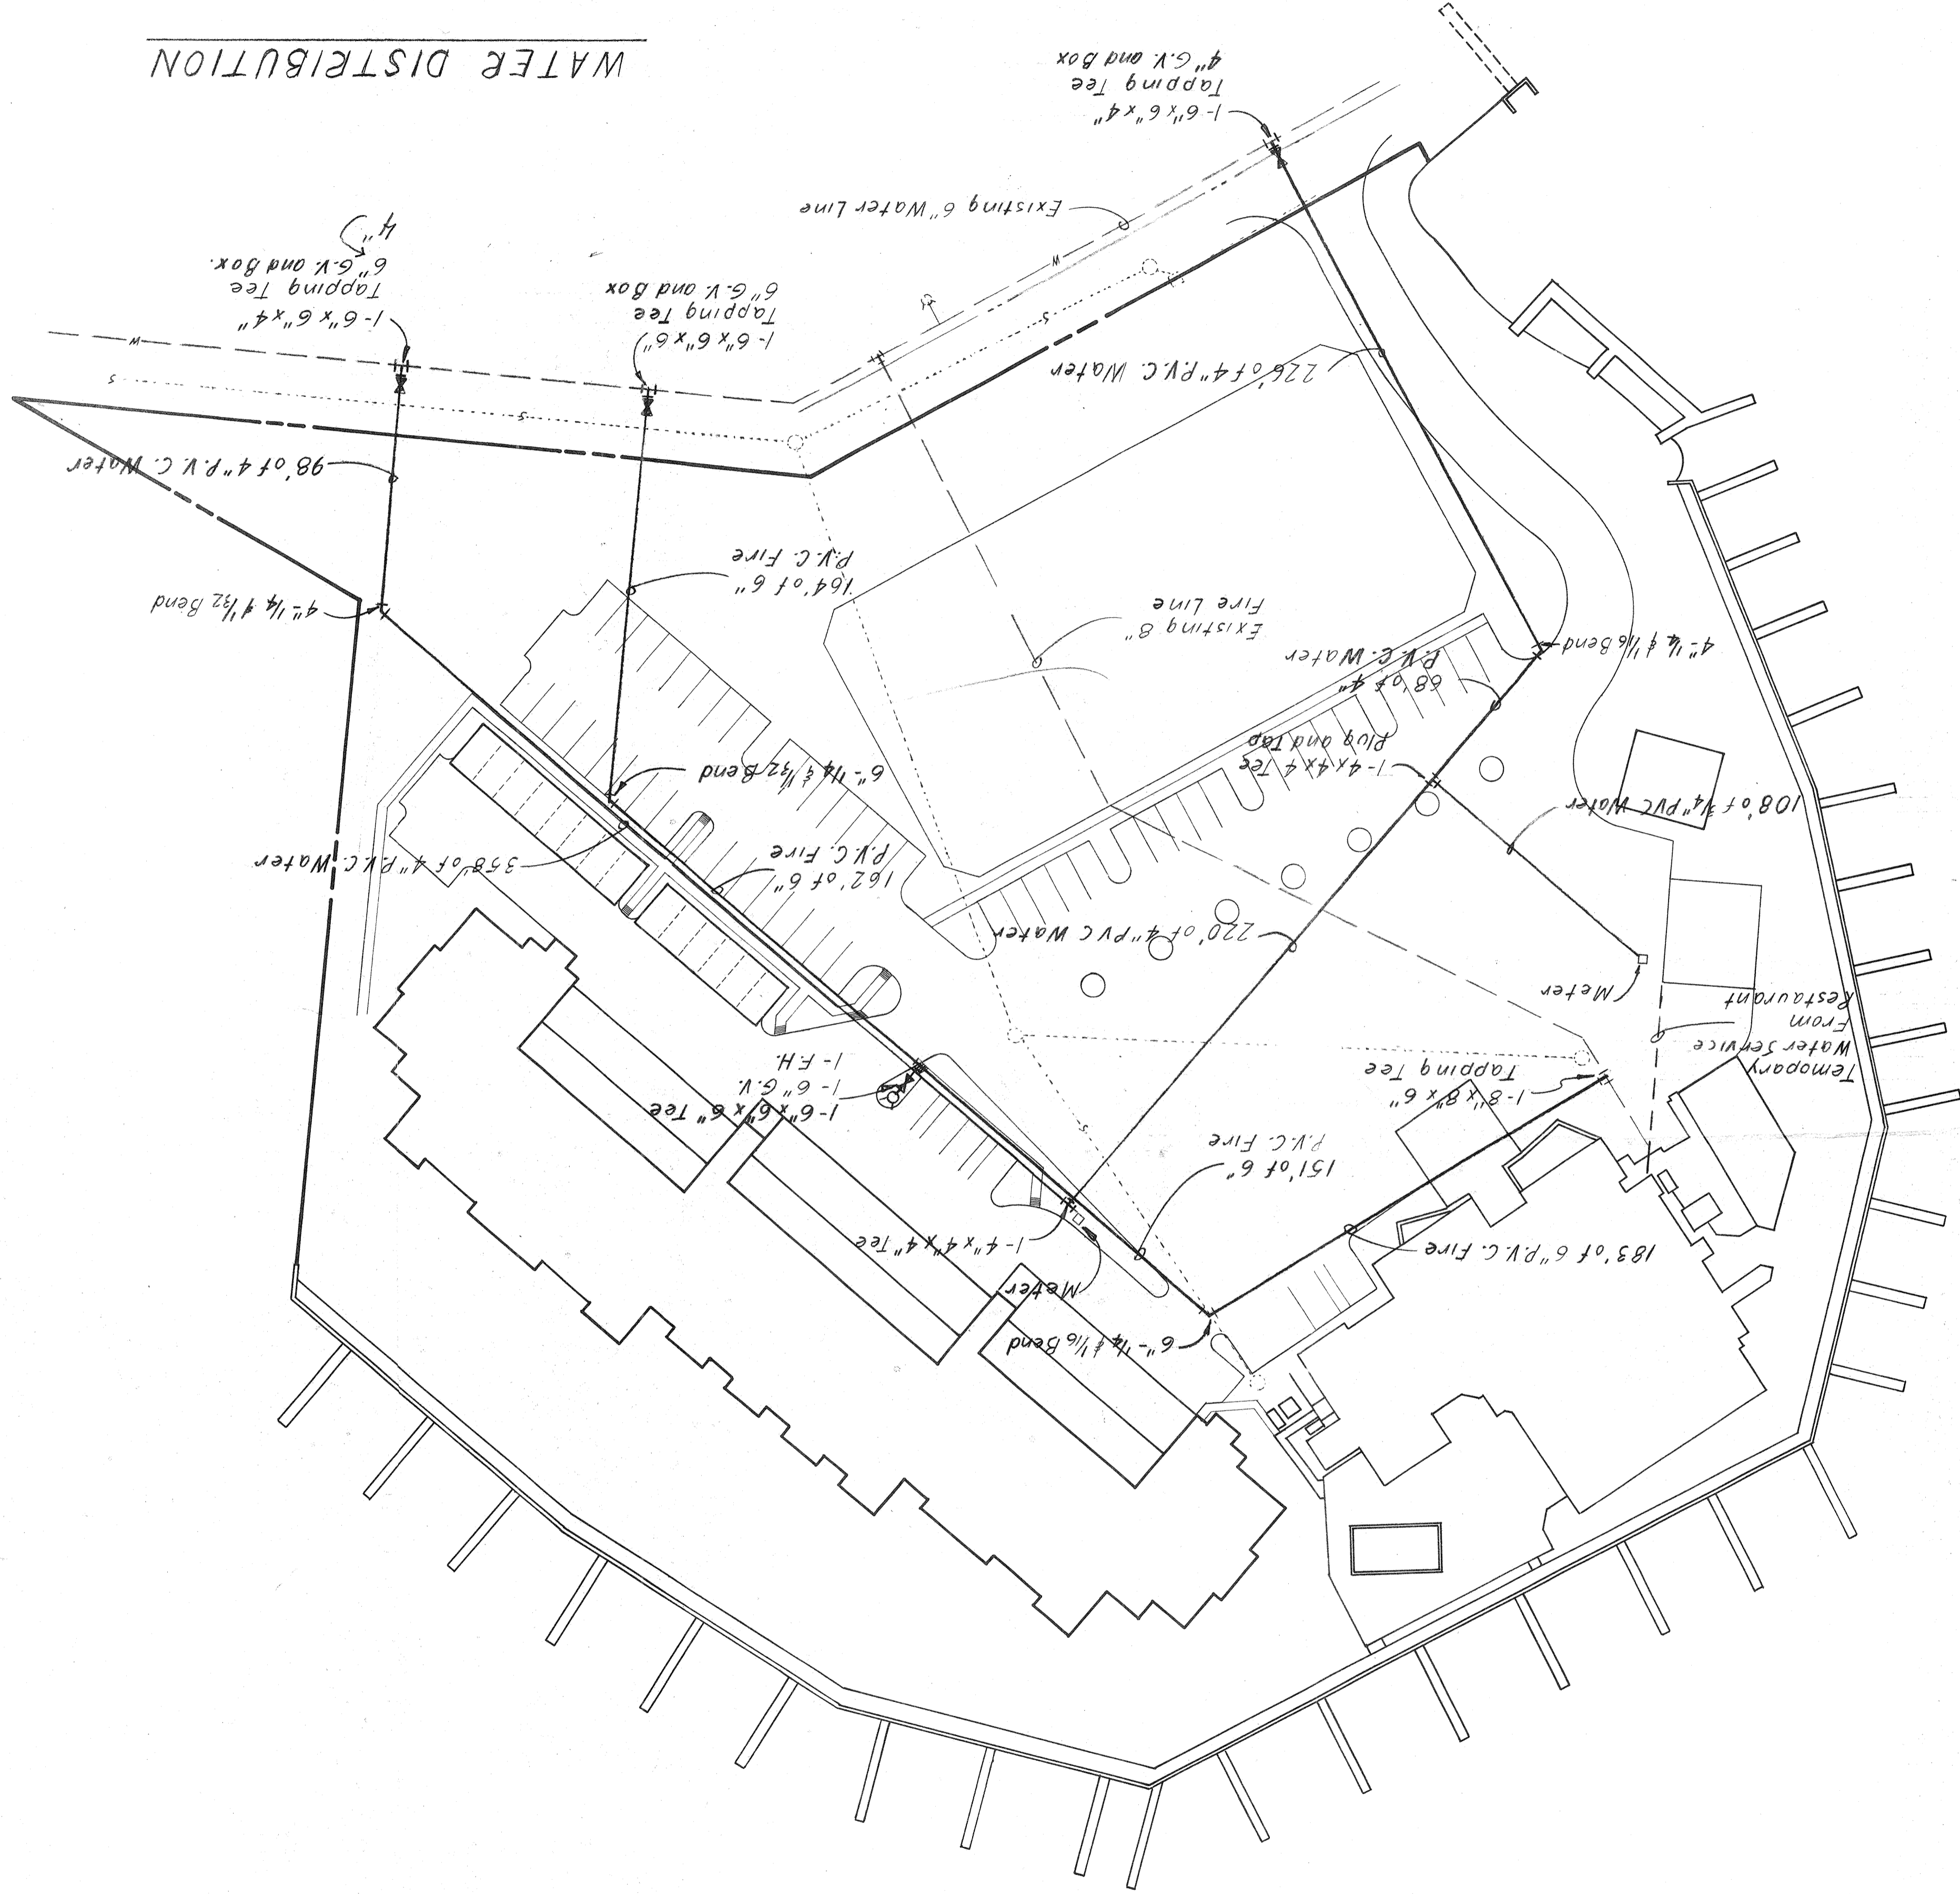 Meter
6"-1/4 & 1/16 Bend
183' of 6" P.V.C. Fire
1-4"x4"x4" Tee
151' of 6"
P.V.C. Fire
1-8"x8"x6"
Tapping Tee
1-6"x6"x6" Tee
1-6" G.V.
1-F.H.
Temopary
Water Service
From
Restaurant
Meter
S
220' of 4" PVC Water
162' of 6"
P.V.C. Fire
358' of 4" P.V.C. Water
108' of 3/4" PVC Water
1-4x4x4 Tee
Plug and Tap
6"-1/4 & 1/32 Bend
68' of 4"
P.V.C. Water
4"-1/4 & 1/16 Bend
Existing 8"
Fire Line
4"-1/4 & 1/32 Bend
164' of 6"
P.V.C. Fire
98' of 4" P.V.C. Water
S
S
226' of 4" P.V.C. Water
W
1-6"x6"x6"
Tapping Tee
6" G.V. and Box
1-6"x6"x4"
Tapping Tee
6" G.V. and Box.
4"
S
W
Existing 6" Water Line
1-6"x6"x4"
Tapping Tee
4" G.V. and Box
WATER DISTRIBUTION